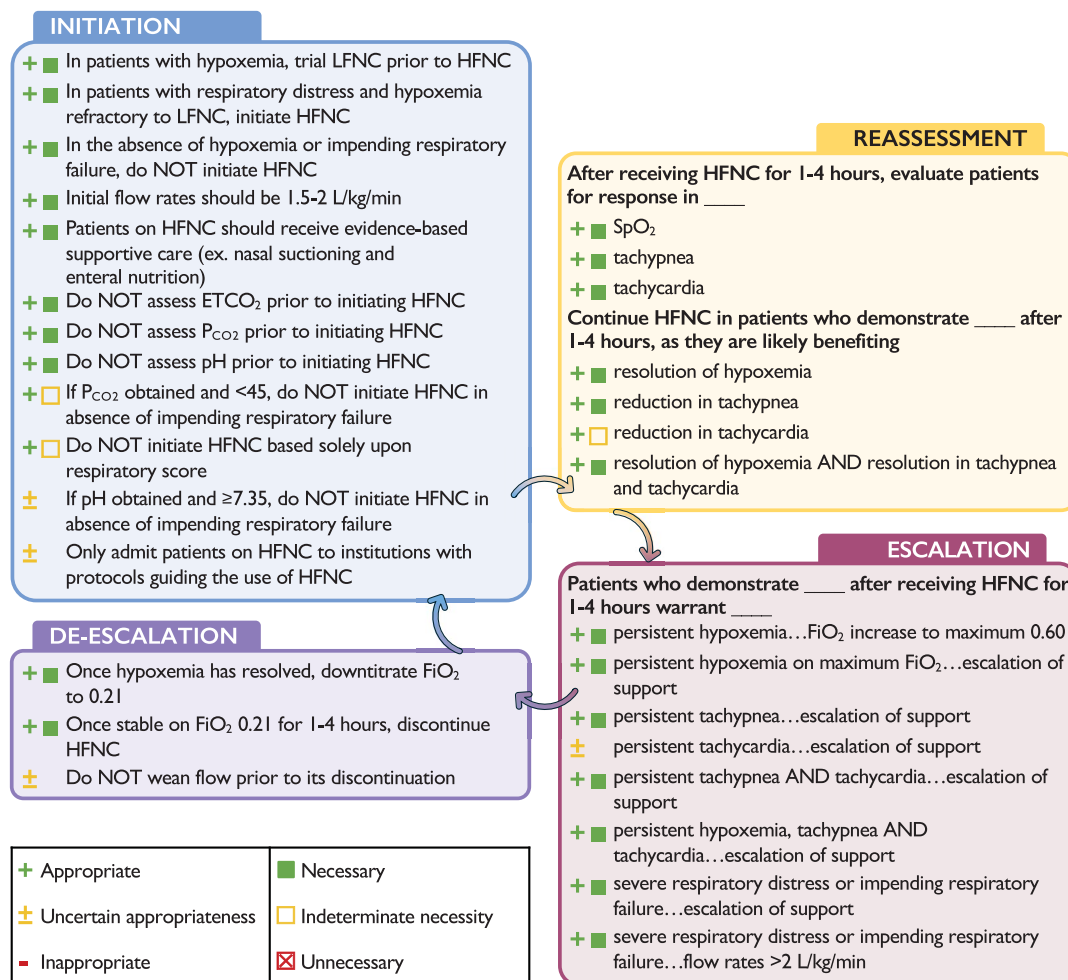 INITIATION
+ ■ In patients with hypoxemia, trial LFNC prior to HFNC
+ ■ In patients with respiratory distress and hypoxemia
refractory to LFNC, initiate HFNC
+ ■ In the absence of hypoxemia or impending respiratory
failure, do NOT initiate HFNC
+ ■ Initial flow rates should be 1.5-2 L/kg/min
+ ■ Patients on HFNC should receive evidence-based
supportive care (ex. nasal suctioning and
enteral nutrition)
+ ■ Do NOT assess ETCO₂ prior to initiating HFNC
+ ■ Do NOT assess P_CO₂ prior to initiating HFNC
+ ■ Do NOT assess pH prior to initiating HFNC
+ □ If P_CO₂ obtained and <45, do NOT initiate HFNC in
absence of impending respiratory failure
+ □ Do NOT initiate HFNC based solely upon
respiratory score
± If pH obtained and ≥7.35, do NOT initiate HFNC in
absence of impending respiratory failure
± Only admit patients on HFNC to institutions with
protocols guiding the use of HFNC
REASSESSMENT
After receiving HFNC for 1-4 hours, evaluate patients
for response in ____
+ ■ SpO₂
+ ■ tachypnea
+ ■ tachycardia
Continue HFNC in patients who demonstrate ____ after
1-4 hours, as they are likely benefiting
+ ■ resolution of hypoxemia
+ ■ reduction in tachypnea
+ □ reduction in tachycardia
+ ■ resolution of hypoxemia AND resolution in tachypnea
and tachycardia
ESCALATION
Patients who demonstrate ____ after receiving HFNC for
1-4 hours warrant ____
+ ■ persistent hypoxemia…FiO₂ increase to maximum 0.60
+ ■ persistent hypoxemia on maximum FiO₂…escalation of
support
+ ■ persistent tachypnea…escalation of support
± persistent tachycardia…escalation of support
+ ■ persistent tachypnea AND tachycardia…escalation of
support
+ ■ persistent hypoxemia, tachypnea AND
tachycardia…escalation of support
+ ■ severe respiratory distress or impending respiratory
failure…escalation of support
+ ■ severe respiratory distress or impending respiratory
failure…flow rates >2 L/kg/min
DE-ESCALATION
+ ■ Once hypoxemia has resolved, downtitrate FiO₂
to 0.21
+ ■ Once stable on FiO₂ 0.21 for 1-4 hours, discontinue
HFNC
± Do NOT wean flow prior to its discontinuation
+ Appropriate
■ Necessary
± Uncertain appropriateness
□ Indeterminate necessity
- Inappropriate
☒ Unnecessary